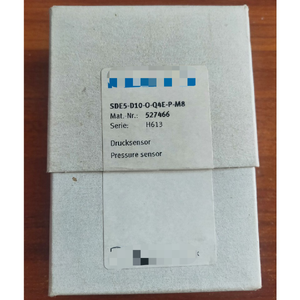 SDE5-D10-O-Q4E-P-M8
Mat.-Nr.: 527466
Serie: H613
Drucksensor
Pressure sensor